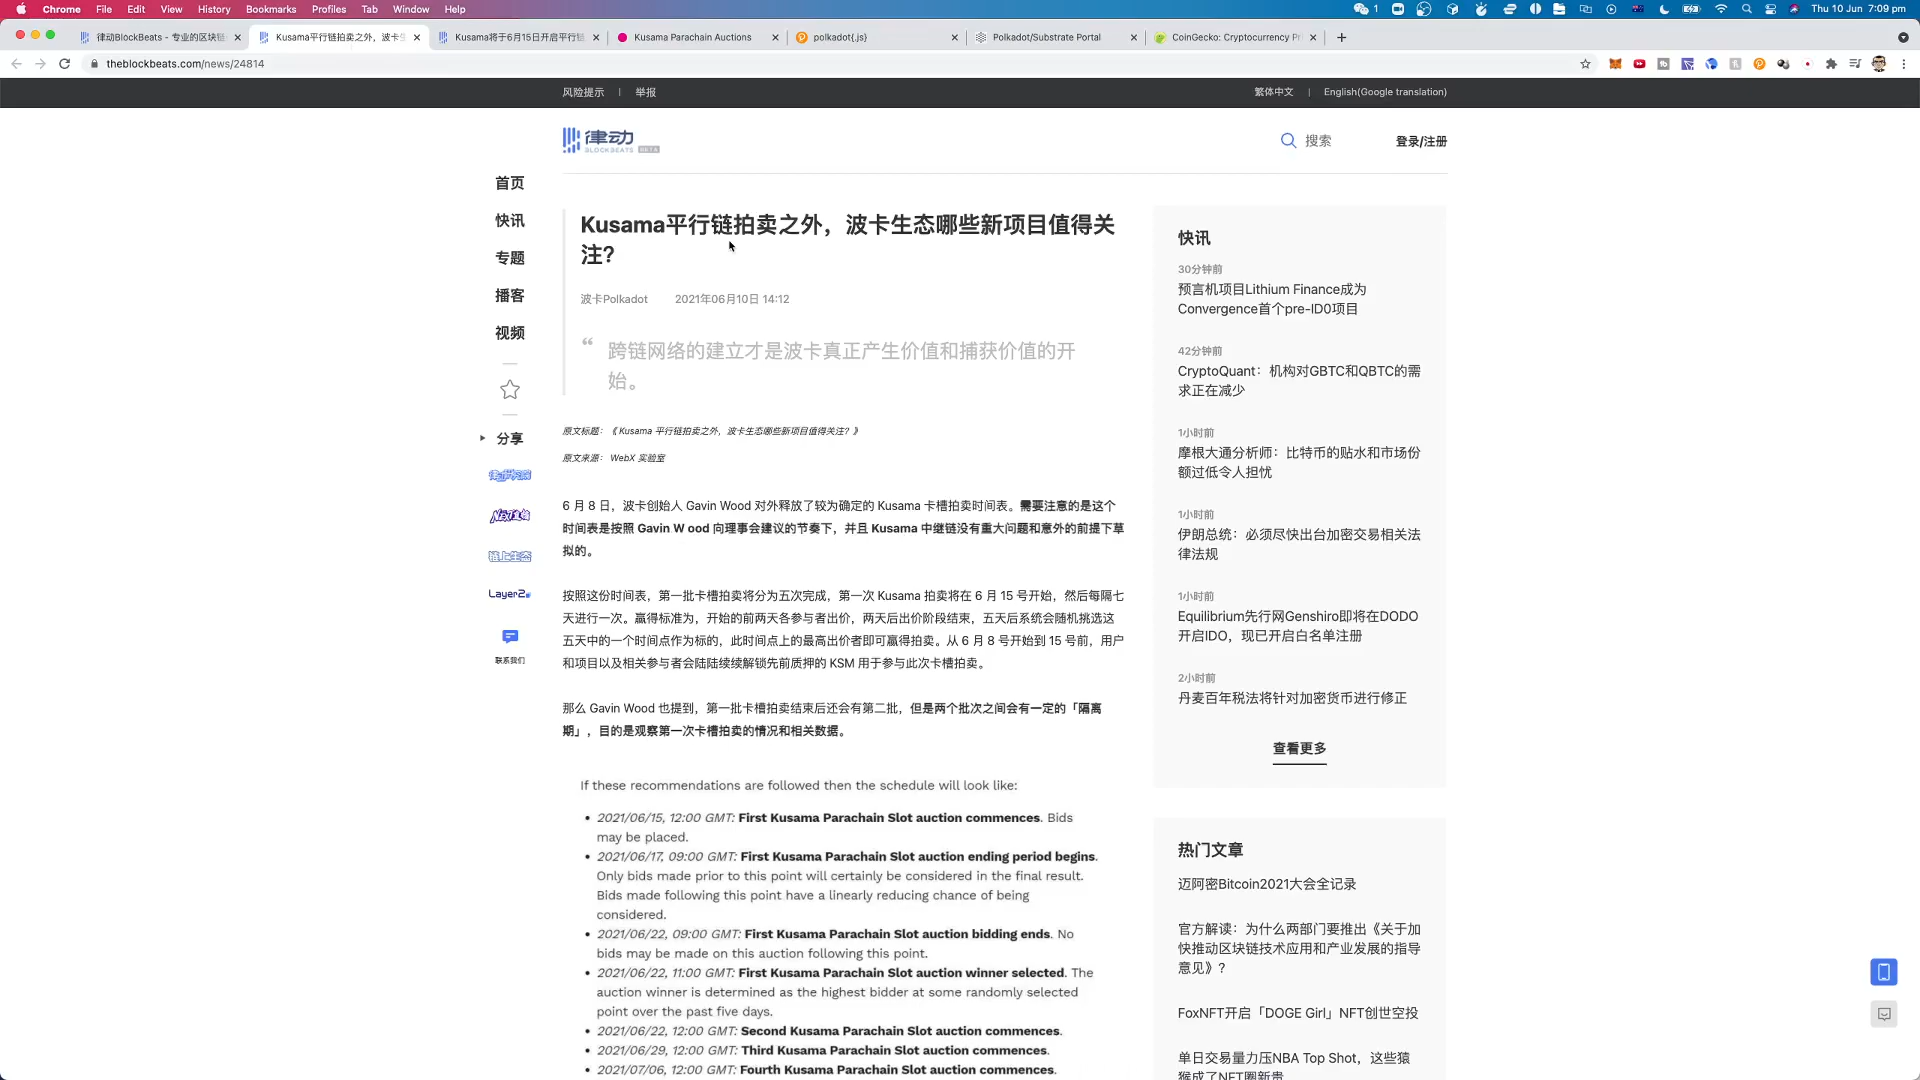 Chrome File Edit View History Bookmarks Profiles Tab Window Help 1 Thu 10 Jun 7:09 pm
律动BlockBeats - 专业的区块链 Kusama平行链拍卖之外，波卡生 Kusama将于6月15日开启平行链 Kusama Parachain Auctions polkadot{.js} Polkadot/Substrate Portal CoinGecko: Cryptocurrency Pri
theblockbeats.com/news/24814
风险提示 | 举报 繁体中文 | English(Google translation)
律动
BLOCKBEATS BETA
搜索
登录/注册
首页
快讯
专题
播客
视频
分享
律动研究院
链上生态
Layer2
联系我们
Kusama平行链拍卖之外，波卡生态哪些新项目值得关
注？
波卡Polkadot 2021年06月10日 14:12
“ 跨链网络的建立才是波卡真正产生价值和捕获价值的开
始。
原文标题：《 Kusama 平行链拍卖之外，波卡生态哪些新项目值得关注？》
原文来源： WebX 实验室
6 月 8 日，波卡创始人 Gavin Wood 对外释放了较为确定的 Kusama 卡槽拍卖时间表。需要注意的是这个
时间表是按照 Gavin W ood 向理事会建议的节奏下，并且 Kusama 中继链没有重大问题和意外的前提下草
拟的。
按照这份时间表，第一批卡槽拍卖将分为五次完成，第一次 Kusama 拍卖将在 6 月 15 号开始，然后每隔七
天进行一次。赢得标准为，开始的前两天各参与者出价，两天后出价阶段结束，五天后系统会随机挑选这
五天中的一个时间点作为标的，此时间点上的最高出价者即可赢得拍卖。从 6 月 8 号开始到 15 号前，用户
和项目以及相关参与者会陆陆续续解锁先前质押的 KSM 用于参与此次卡槽拍卖。
那么 Gavin Wood 也提到，第一批卡槽拍卖结束后还会有第二批，但是两个批次之间会有一定的「隔离
期」，目的是观察第一次卡槽拍卖的情况和相关数据。
If these recommendations are followed then the schedule will look like:
• 2021/06/15, 12:00 GMT: First Kusama Parachain Slot auction commences. Bids
may be placed.
• 2021/06/17, 09:00 GMT: First Kusama Parachain Slot auction ending period begins.
Only bids made prior to this point will certainly be considered in the final result.
Bids made following this point have a linearly reducing chance of being
considered.
• 2021/06/22, 09:00 GMT: First Kusama Parachain Slot auction bidding ends. No
bids may be made on this auction following this point.
• 2021/06/22, 11:00 GMT: First Kusama Parachain Slot auction winner selected. The
auction winner is determined as the highest bidder at some randomly selected
point over the past five days.
• 2021/06/22, 12:00 GMT: Second Kusama Parachain Slot auction commences.
• 2021/06/29, 12:00 GMT: Third Kusama Parachain Slot auction commences.
• 2021/07/06, 12:00 GMT: Fourth Kusama Parachain Slot auction commences.
快讯
30分钟前
预言机项目Lithium Finance成为
Convergence首个pre-IDO项目
42分钟前
CryptoQuant：机构对GBTC和QBTC的需
求正在减少
1小时前
摩根大通分析师：比特币的贴水和市场份
额过低令人担忧
1小时前
伊朗总统：必须尽快出台加密交易相关法
律法规
1小时前
Equilibrium先行网Genshiro即将在DODO
开启IDO，现已开启白名单注册
2小时前
丹麦百年税法将针对加密货币进行修正
查看更多
热门文章
迈阿密Bitcoin2021大会全记录
官方解读：为什么两部门要推出《关于加
快推动区块链技术应用和产业发展的指导
意见》？
FoxNFT开启「DOGE Girl」NFT创世空投
单日交易量力压NBA Top Shot，这些猿
猴成了NFT圈新贵